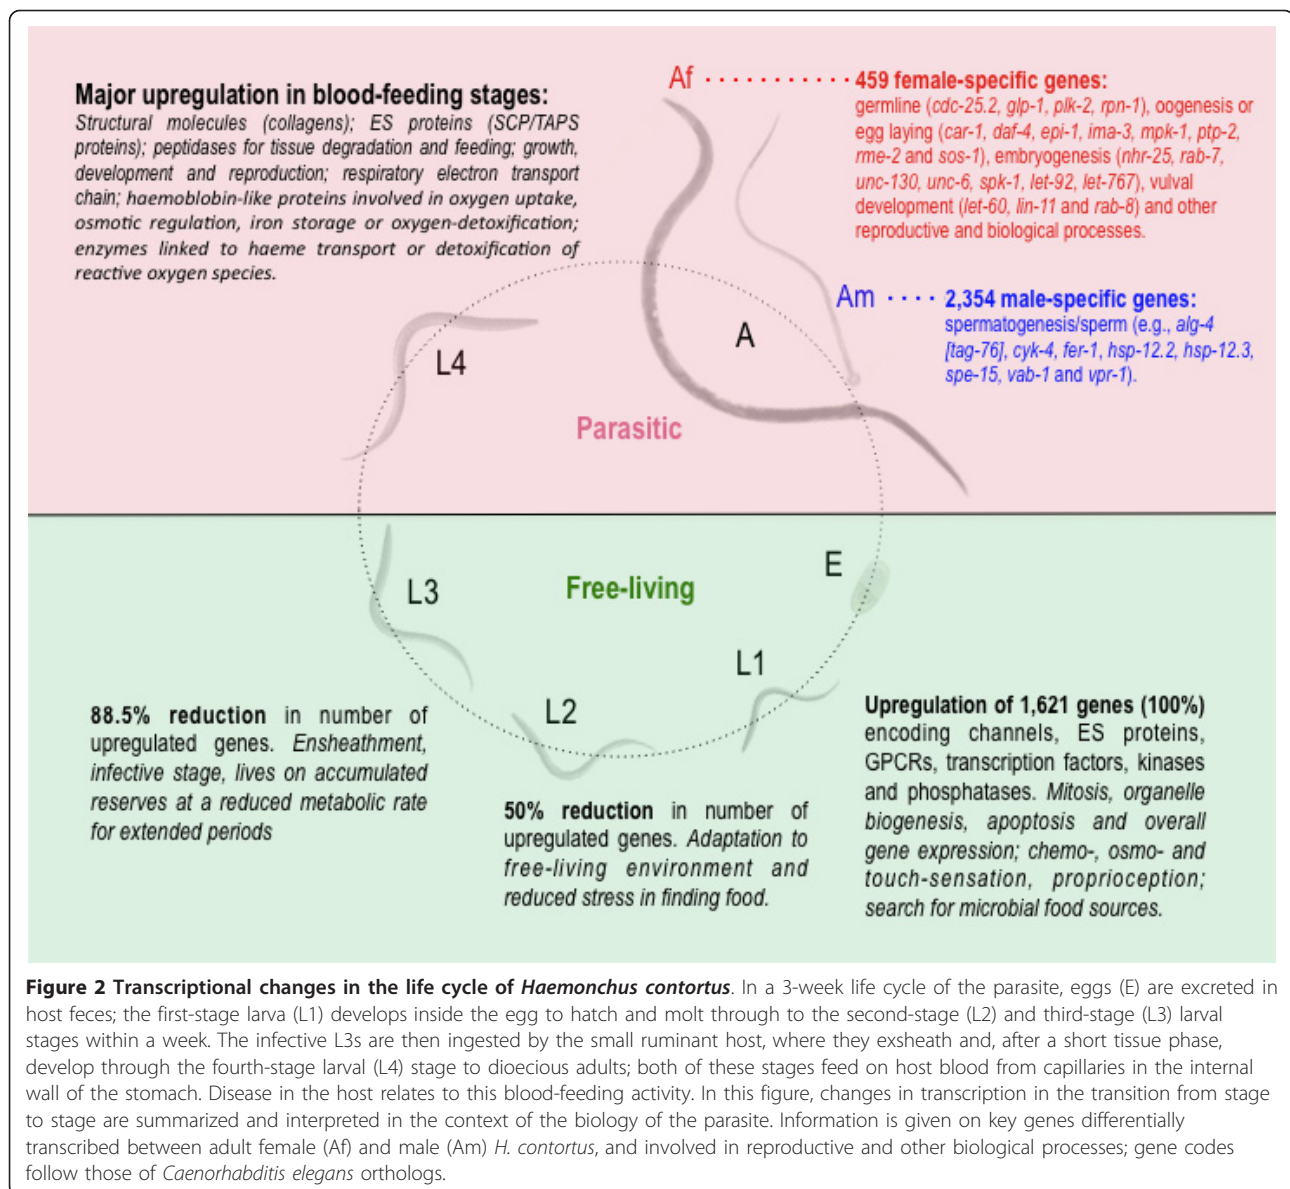 Major upregulation in blood-feeding stages:
Structural molecules (collagens); ES proteins (SCP/TAPS
proteins); peptidases for tissue degradation and feeding; growth,
development and reproduction; respiratory electron transport
chain; haemoblobin-like proteins involved in oxygen uptake,
osmotic regulation, iron storage or oxygen-detoxification;
enzymes linked to haeme transport or detoxification of
reactive oxygen species.
Af
459 female-specific genes:
germline (cdc-25.2, glp-1, plk-2, rpn-1), oogenesis or
egg laying (car-1, daf-4, epi-1, ima-3, mpk-1, ptp-2,
rme-2 and sos-1), embryogenesis (nhr-25, rab-7,
unc-130, unc-6, spk-1, let-92, let-767), vulval
development (let-60, lin-11 and rab-8) and other
reproductive and biological processes.
Am
2,354 male-specific genes:
spermatogenesis/sperm (e.g., alg-4
[tag-76], cyk-4, fer-1, hsp-12.2, hsp-12.3,
spe-15, vab-1 and vpr-1).
A
L4
Parasitic
Free-living
E
L3
L1
L2
88.5% reduction in number of
upregulated genes. Ensheathment,
infective stage, lives on accumulated
reserves at a reduced metabolic rate
for extended periods
50% reduction in number of
upregulated genes. Adaptation to
free-living environment and
reduced stress in finding food.
Upregulation of 1,621 genes (100%)
encoding channels, ES proteins,
GPCRs, transcription factors, kinases
and phosphatases. Mitosis, organelle
biogenesis, apoptosis and overall
gene expression; chemo-, osmo- and
touch-sensation, proprioception;
search for microbial food sources.
Figure 2 Transcriptional changes in the life cycle of Haemonchus contortus. In a 3-week life cycle of the parasite, eggs (E) are excreted in
host feces; the first-stage larva (L1) develops inside the egg to hatch and molt through to the second-stage (L2) and third-stage (L3) larval
stages within a week. The infective L3s are then ingested by the small ruminant host, where they exsheath and, after a short tissue phase,
develop through the fourth-stage larval (L4) stage to dioecious adults; both of these stages feed on host blood from capillaries in the internal
wall of the stomach. Disease in the host relates to this blood-feeding activity. In this figure, changes in transcription in the transition from stage
to stage are summarized and interpreted in the context of the biology of the parasite. Information is given on key genes differentially
transcribed between adult female (Af) and male (Am) H. contortus, and involved in reproductive and other biological processes; gene codes
follow those of Caenorhabditis elegans orthologs.